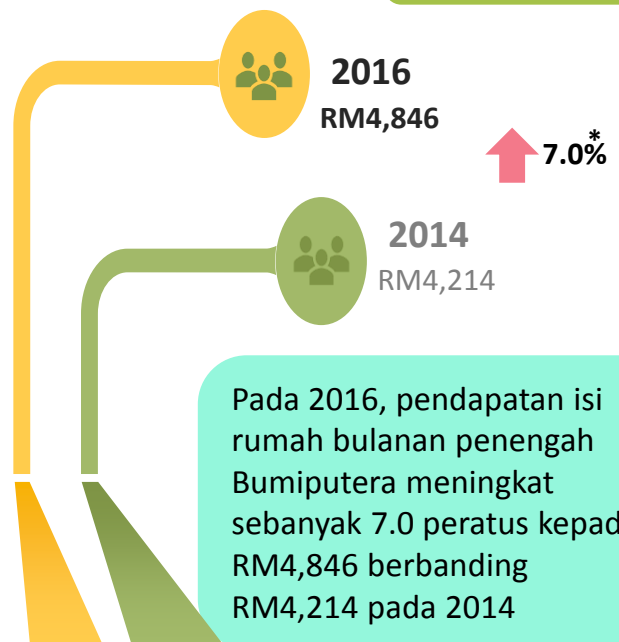 2016
RM4,846
7.0%*
2014
RM4,214
Pada 2016, pendapatan isi
rumah bulanan penengah
Bumiputera meningkat
sebanyak 7.0 peratus kepad
RM4,846 berbanding
RM4,214 pada 2014